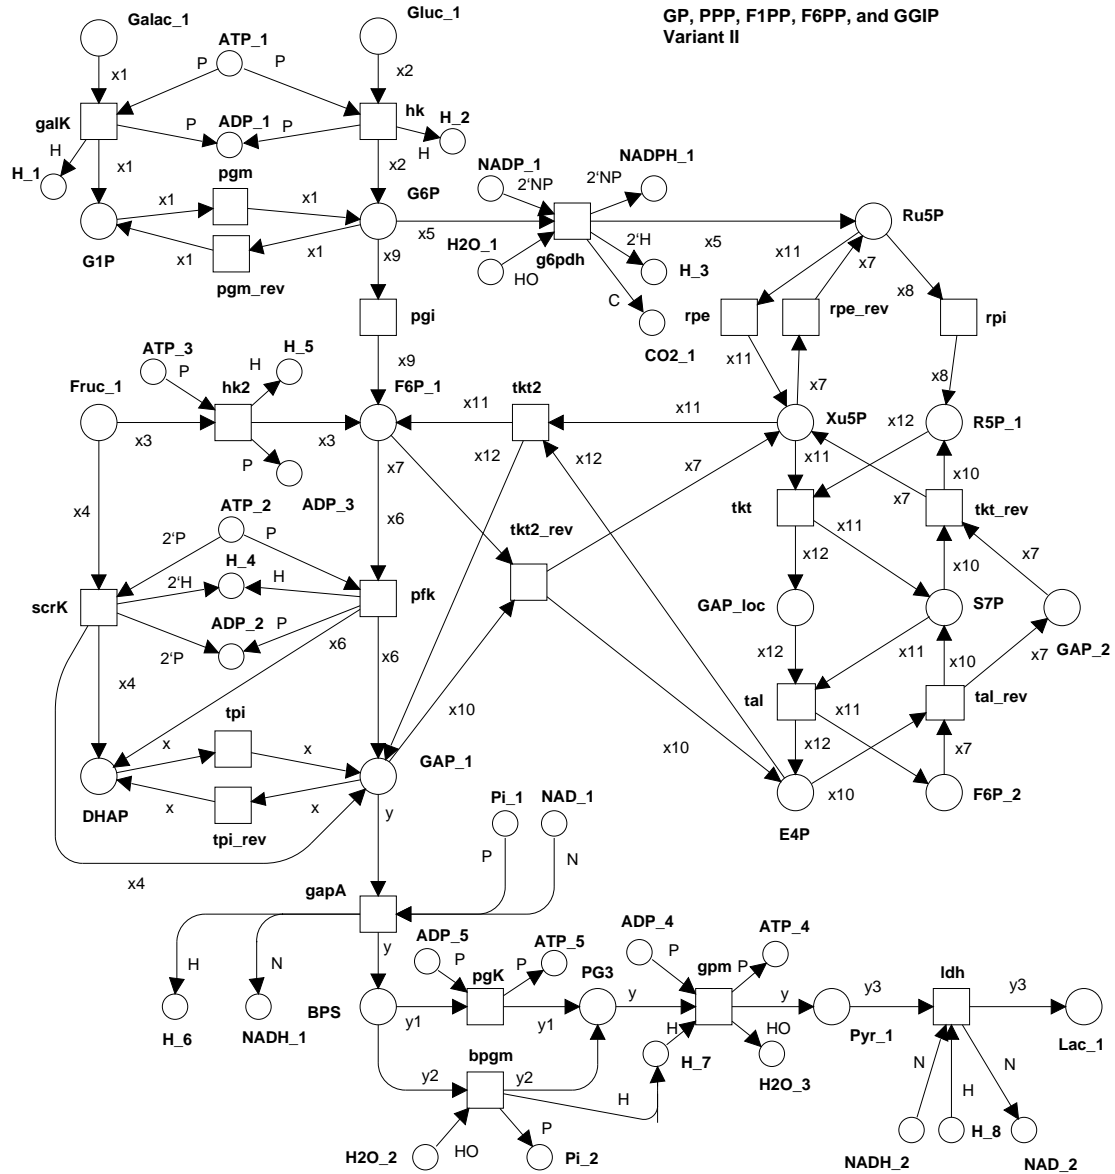 GP, PPP, F1PP, F6PP, and GGIP
Variant II
Galac_1
Gluc_1
ATP_1
P
P
x1
x2
galK
hk
ADP_1
P
P
H_2
H
H
H_1
x1
x2
pgm
NADP_1
NADPH_1
2'NP
2'NP
x1
x1
G6P
Ru5P
x5
x5
G1P
x1
x1
x9
H2O_1
HO
g6pdh
2'H
H_3
pgm_rev
C
CO2_1
x11
x7
x8
rpe
rpe_rev
rpi
pgi
x9
x11
x7
x8
ATP_3
P
H
H_5
Fruc_1
hk2
F6P_1
tkt2
x11
x11
Xu5P
x12
R5P_1
x3
x3
P
ADP_3
x7
x12
x12
x7
x11
x10
x7
x4
ATP_2
x6
tkt2_rev
tkt
tkt_rev
2'P
P
H_4
2'H
H
x11
x12
x10
x7
scrK
pfk
GAP_loc
S7P
GAP_2
ADP_2
P
2'P
x6
x6
x12
x11
x10
x7
x4
tal
tal_rev
x11
tpi
x10
x10
x12
x7
x
x
DHAP
GAP_1
x
x
x10
E4P
F6P_2
tpi_rev
y
Pi_1
NAD_1
P
N
x4
gapA
H
N
y
ADP_5
P
ATP_5
P
pgK
PG3
ADP_4
P
ATP_4
P
gpm
ldh
H_6
NADH_1
BPS
y1
y1
y
y
Pyr_1
y3
y3
Lac_1
H
H_7
HO
H2O_3
bpgm
y2
y2
H
N
H
N
H2O_2
HO
P
Pi_2
NADH_2
H_8
NAD_2